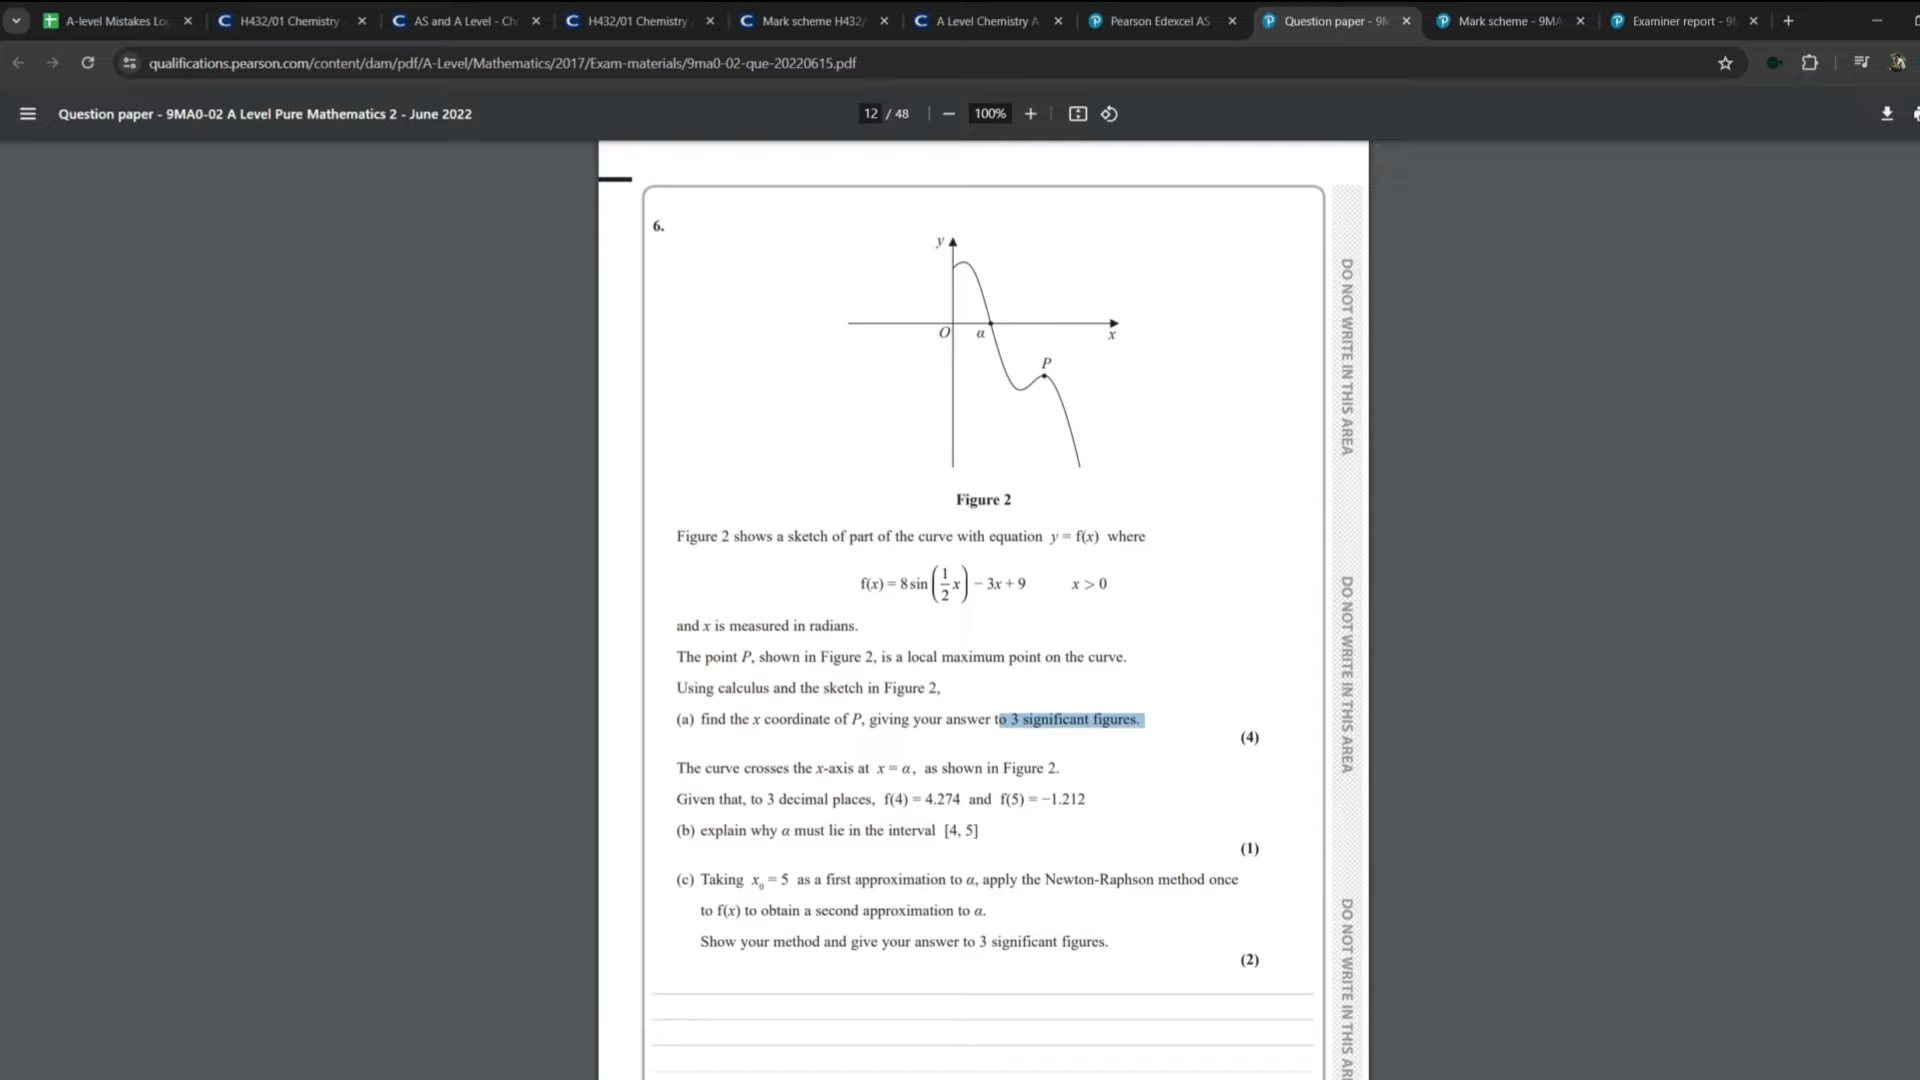 A-level Mistakes Lo
H432/01 Chemistry
AS and A Level - Ch
H432/01 Chemistry
Mark scheme H432/
A Level Chemistry A
Pearson Edexcel AS
Question paper - 9M
Mark scheme - 9MA
Examiner report - 9
qualifications.pearson.com/content/dam/pdf/A-Level/Mathematics/2017/Exam-materials/9ma0-02-que-20220615.pdf
Question paper - 9MA0-02 A Level Pure Mathematics 2 - June 2022
12 / 48
100%
6.
y
O
α
x
P
Figure 2
Figure 2 shows a sketch of part of the curve with equation y = f(x) where
f(x) = 8 sin(1/2 x) − 3x + 9 x > 0
and x is measured in radians.
The point P, shown in Figure 2, is a local maximum point on the curve.
Using calculus and the sketch in Figure 2,
(a) find the x coordinate of P, giving your answer to 3 significant figures.
(4)
The curve crosses the x-axis at x = α, as shown in Figure 2.
Given that, to 3 decimal places, f(4) = 4.274 and f(5) = −1.212
(b) explain why α must lie in the interval [4, 5]
(1)
(c) Taking x₀ = 5 as a first approximation to α, apply the Newton-Raphson method once
to f(x) to obtain a second approximation to α.
Show your method and give your answer to 3 significant figures.
(2)
DO NOT WRITE IN THIS AREA
DO NOT WRITE IN THIS AREA
DO NOT WRITE IN THIS AR